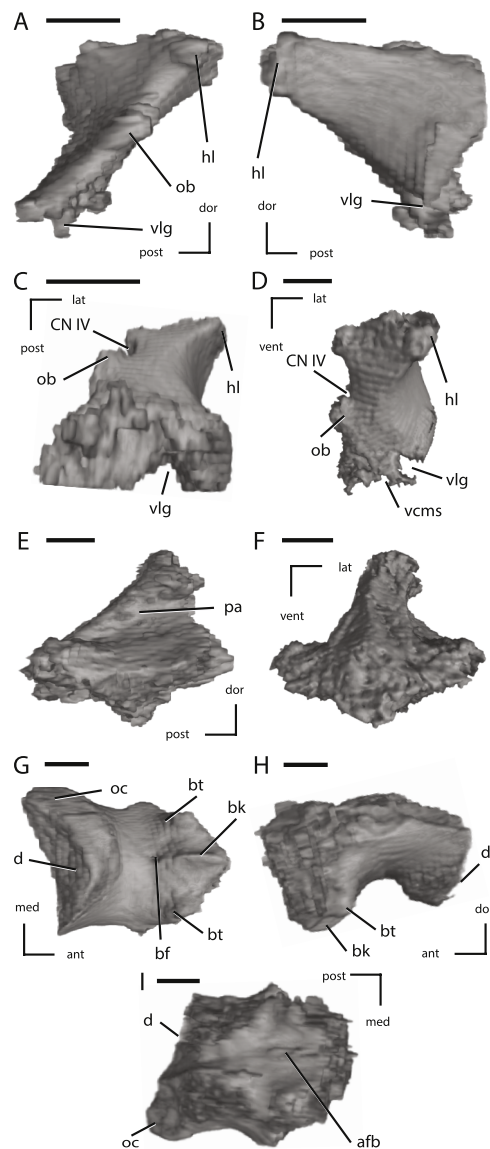 A
B
hl
ob
vlg
dor
post
hl
vlg
dor
post
C
lat
post
CN IV
ob
hl
vlg
D
lat
vent
CN IV
ob
hl
vlg
vcms
E
pa
dor
post
F
lat
vent
G
oc
bt
bk
d
med
ant
bf
bt
H
d
do
bt
bk
ant
I
post
med
d
oc
afb